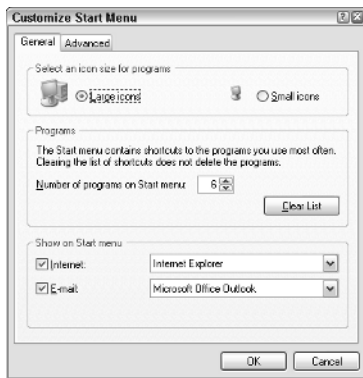 Customize Start Menu
General Advanced
Select an icon size for programs
Large icons Small icons
Programs
The Start menu contains shortcuts to the programs you use most often.
Clearing the list of shortcuts does not delete the programs.
Number of programs on Start menu: 6
Clear List
Show on Start menu
Internet: Internet Explorer
E-mail: Microsoft Office Outlook
OK Cancel